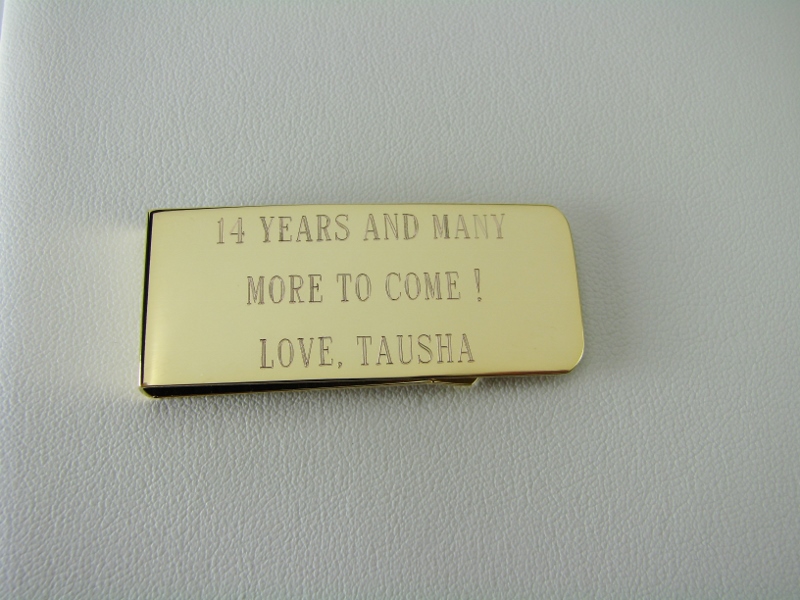 14 YEARS AND MANY
MORE TO COME !
LOVE, TAUSHA